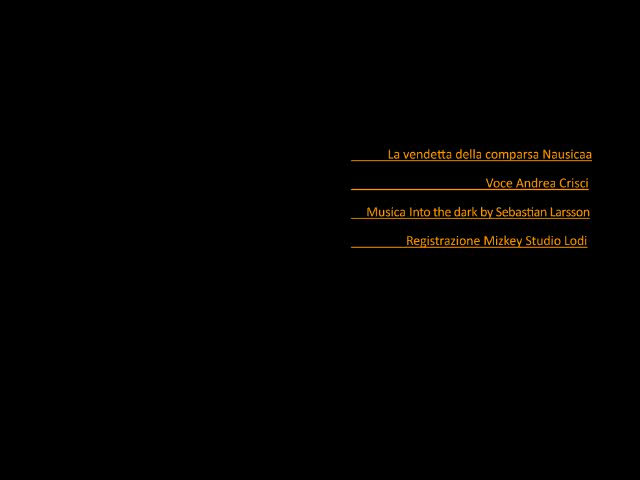 La vendetta della comparsa Nausicaa
Voce Andrea Crisci
Musica Into the dark by Sebastian Larsson
Registrazione Mizkey Studio Lodi